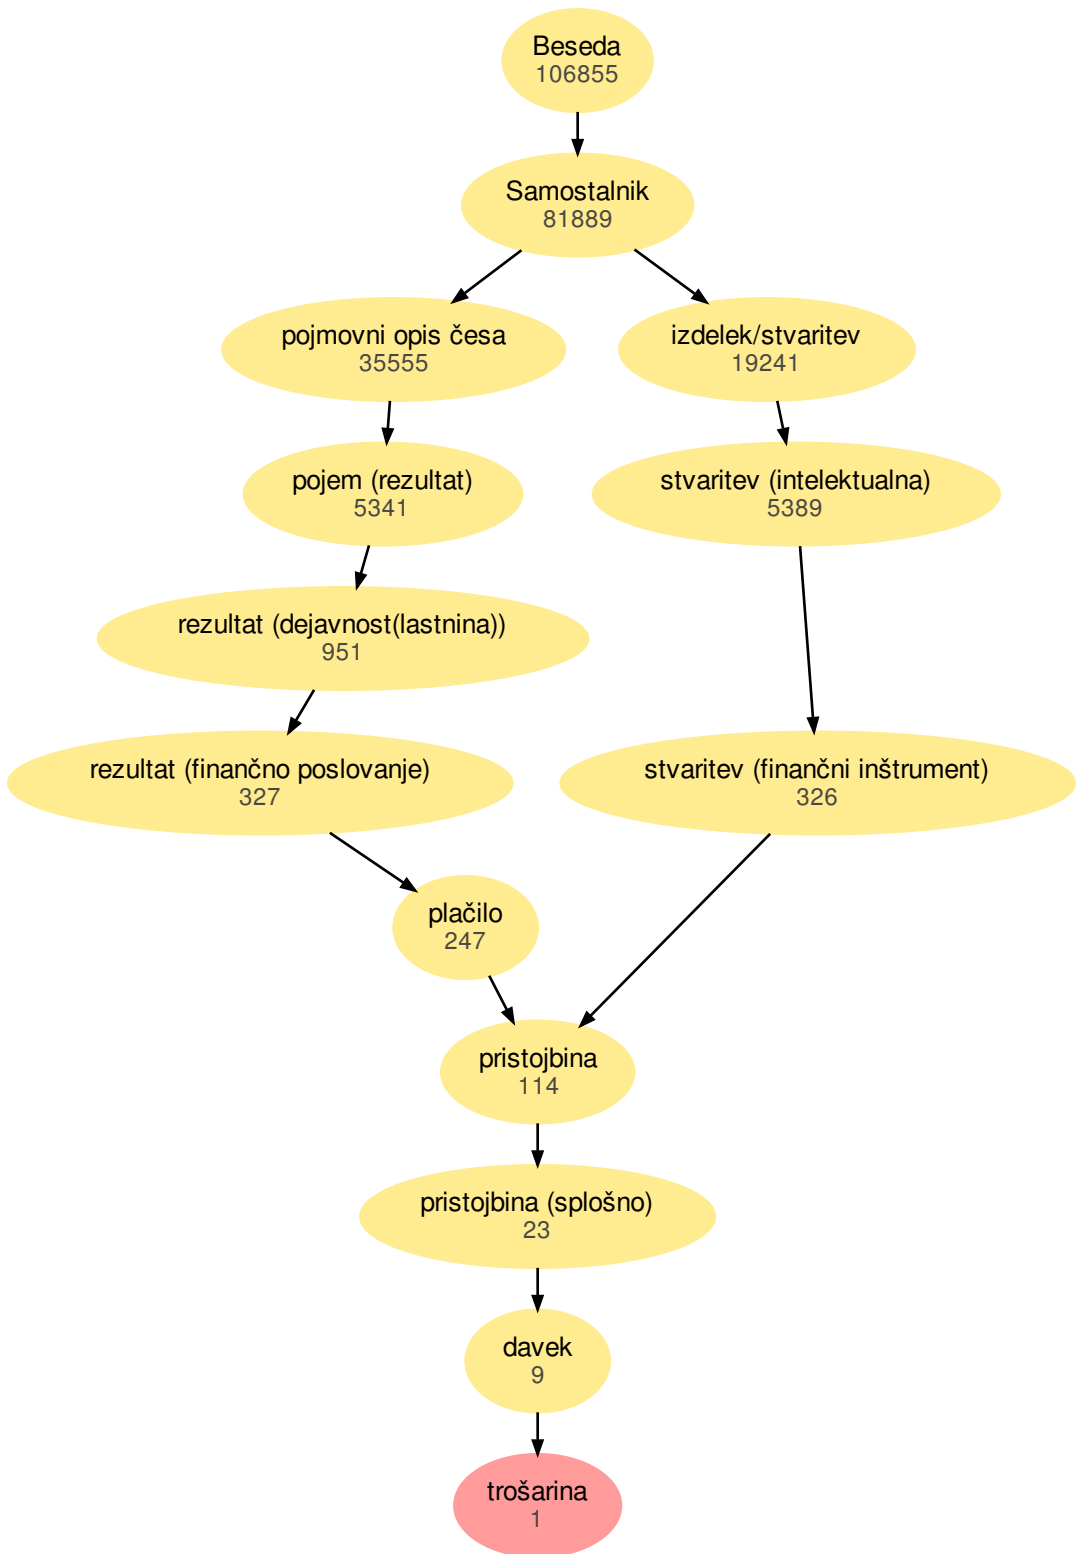 Beseda
106855
Samostalnik
81889
pojmovni opis česa
35555
izdelek/stvaritev
19241
pojem (rezultat)
5341
stvaritev (intelektualna)
5389
rezultat (dejavnost(lastnina))
951
rezultat (finančno poslovanje)
327
stvaritev (finančni inštrument)
326
plačilo
247
pristojbina
114
pristojbina (splošno)
23
davek
9
trošarina
1